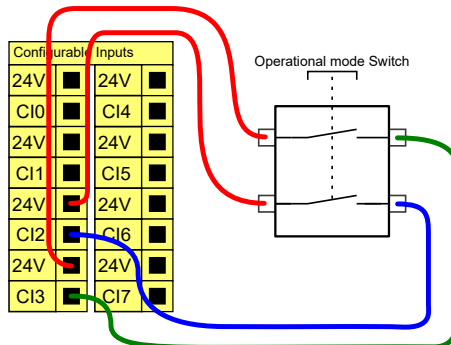 Configurable Inputs
24V 24V
CI0 CI4
24V 24V
CI1 CI5
24V 24V
CI2 CI6
24V 24V
CI3 CI7
Operational mode Switch